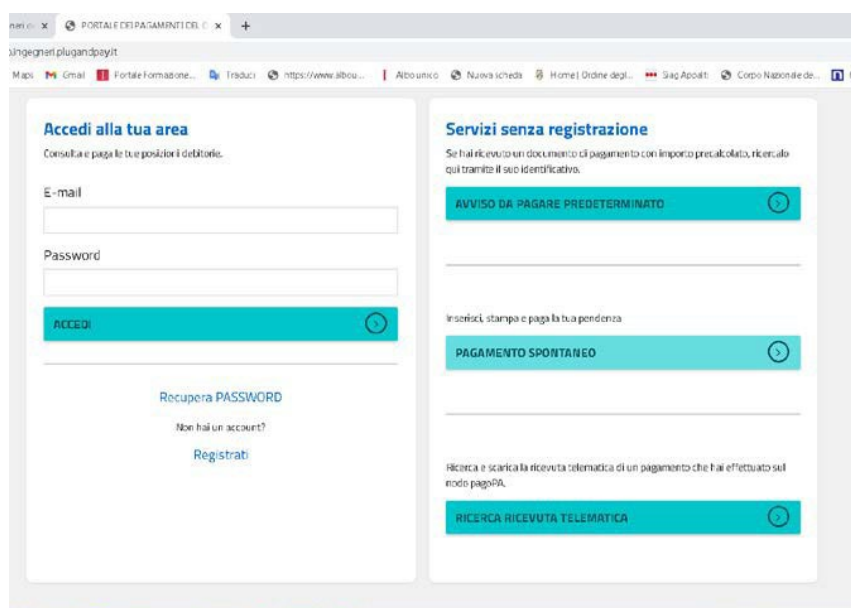 PORTALE DEI PAGAMENTI DEL C
ingegneri.plugandpay.it
Maps Gmail Portale Formazione... Traduci https://www.albou... Albo unico Nuova scheda Home | Ordine degl... Siag Appalti Corpo Nazionale de...
Accedi alla tua area
Consulta e paga le tue posizioni debitorie.
E-mail
Password
ACCEDI
Recupera PASSWORD
Non hai un account?
Registrati
Servizi senza registrazione
Se hai ricevuto un documento di pagamento con importo precalcolato, ricercalo
qui tramite il suo identificativo.
AVVISO DA PAGARE PREDETERMINATO
Inserisci, stampa e paga la tua pendenza
PAGAMENTO SPONTANEO
Ricerca e scarica la ricevuta telematica di un pagamento che hai effettuato sul
nodo pagoPA.
RICERCA RICEVUTA TELEMATICA